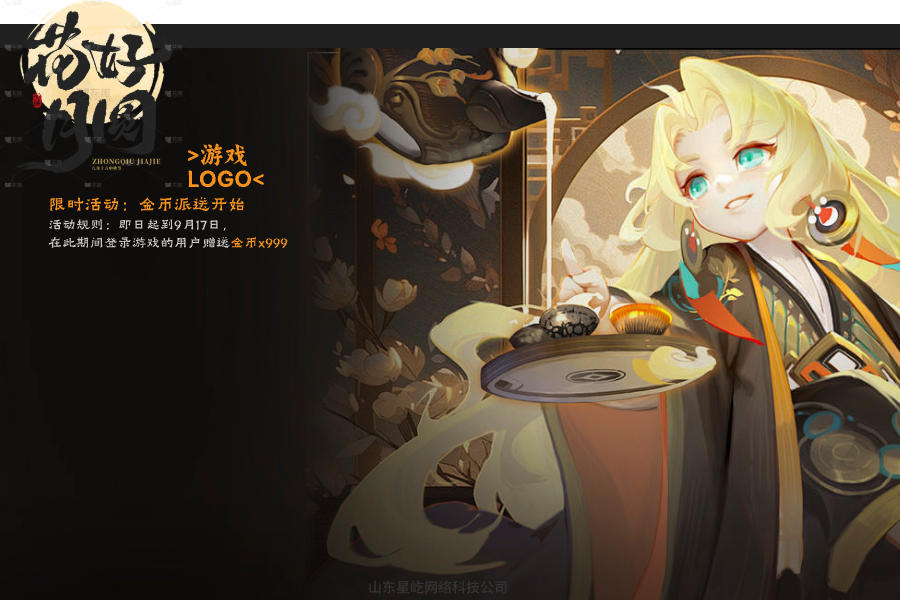 花好
月圆
ZHONGQIU JIAJIE
>游戏
LOGO<
限时活动：金币派送开始
活动规则：即日起到9月17日，
在此期间登录游戏的用户赠送金币x999
山东星屹网络科技公司